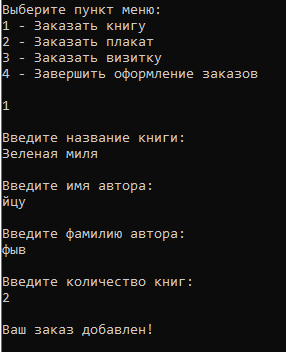 Выберите пункт меню:
1 - Заказать книгу
2 - Заказать плакат
3 - Заказать визитку
4 - Завершить оформление заказов
1
Введите название книги:
Зеленая миля
Введите имя автора:
йцу
Введите фамилию автора:
фыв
Введите количество книг:
2
Ваш заказ добавлен!